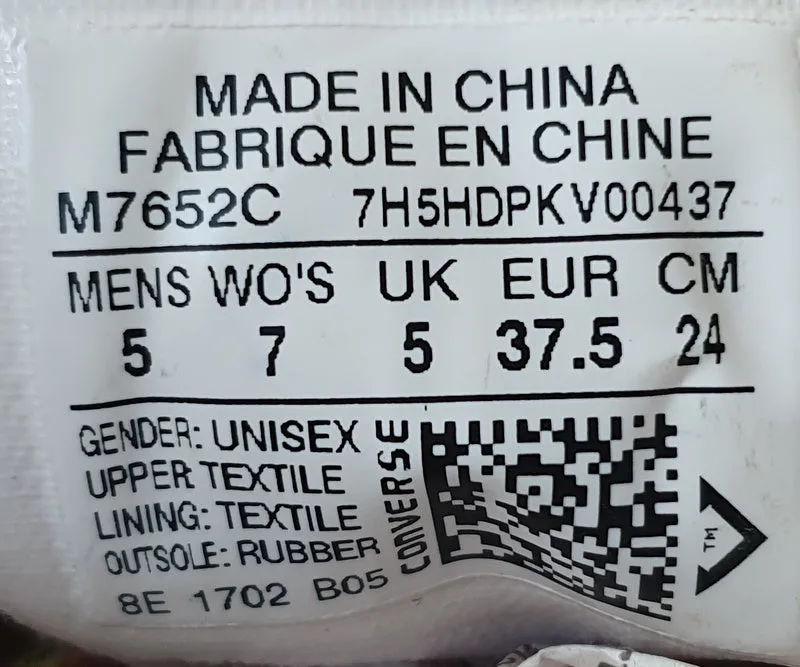 MADE IN CHINA
FABRIQUE EN CHINE
M7652C 7H5HDPKV00437
MENS WO'S UK EUR CM
5 7 5 37.5 24
GENDER: UNISEX
UPPER TEXTILE
LINING: TEXTILE
OUTSOLE: RUBBER
8E 1702 B05
CONVERSE
TM